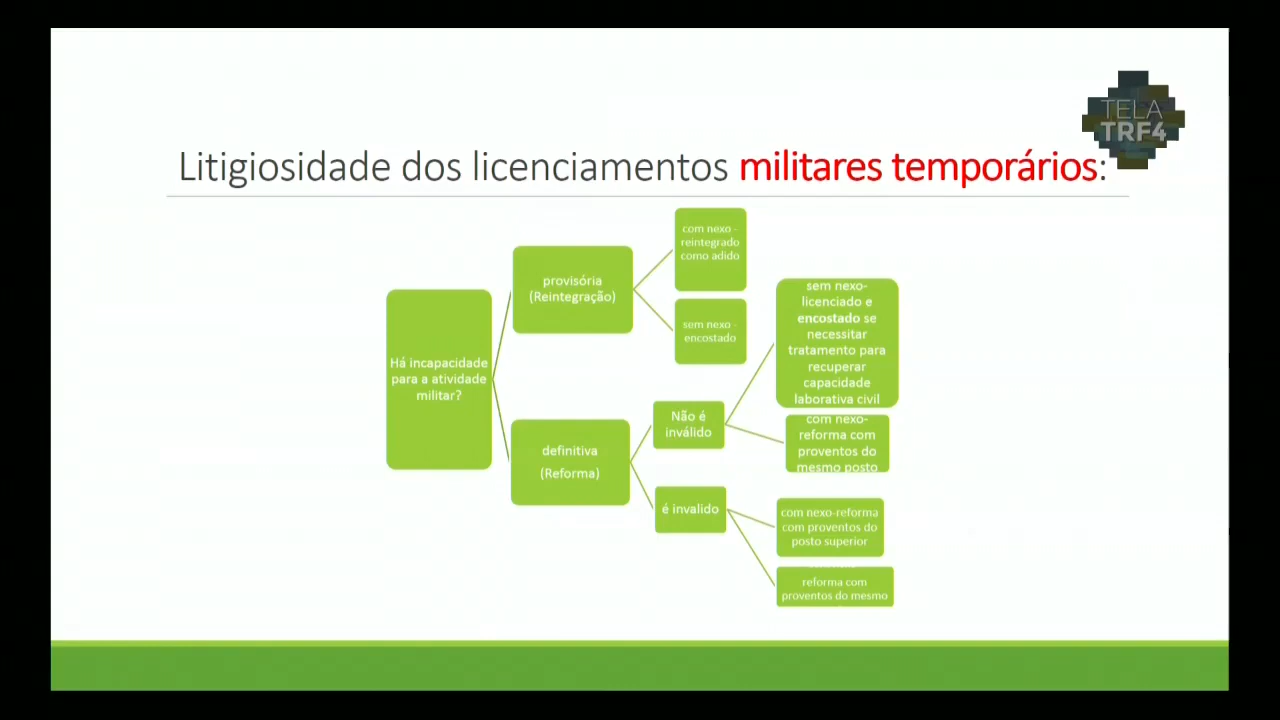 TELA
TRF4
Litigiosidade dos licenciamentos militares temporários:
Há incapacidade
para a atividade
militar?
provisória
(Reintegração)
com nexo -
reintegrado
como adido
sem nexo -
encostado
definitiva
(Reforma)
Não é
inválido
sem nexo-
licenciado e
encostado se
necessitar
tratamento para
recuperar
capacidade
laborativa civil
com nexo-
reforma com
proventos do
mesmo posto
é invalido
com nexo-reforma
com proventos do
posto superior
reforma com
proventos do mesmo